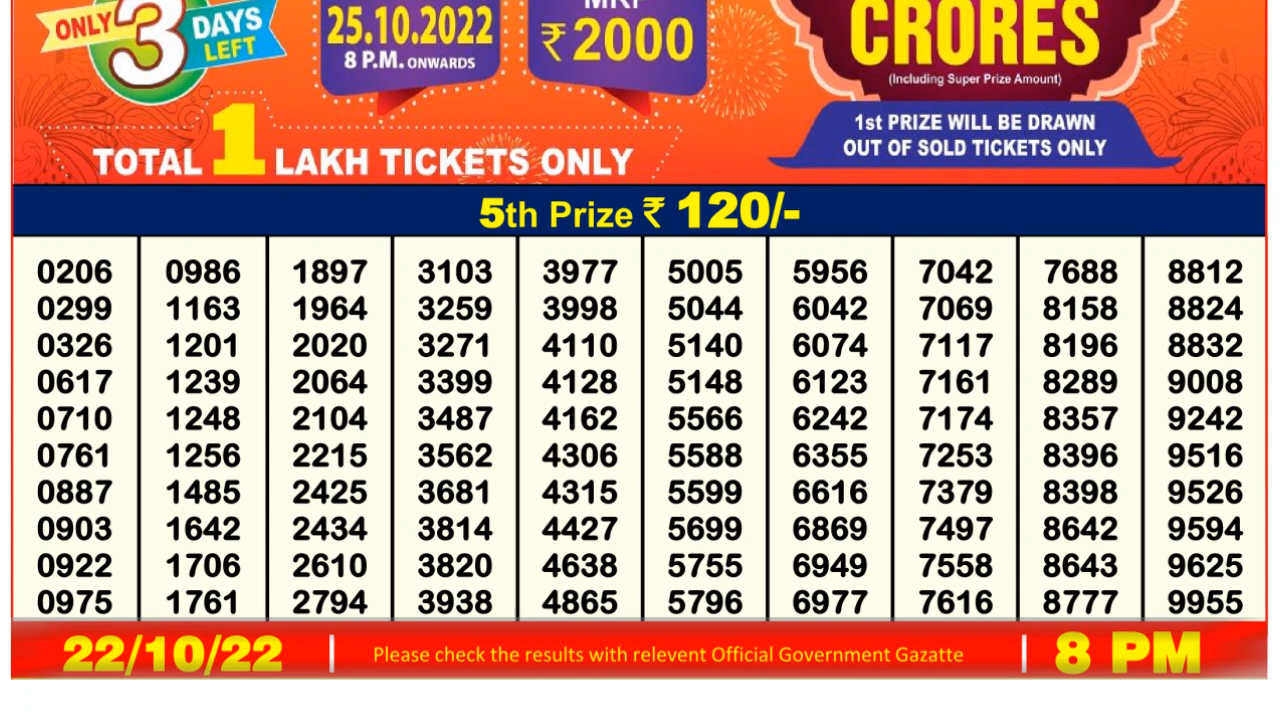 ONLY 3 DAYS LEFT
25.10.2022
8 P.M. ONWARDS
MRP
₹ 2000
CRORES
(Including Super Prize Amount)
1st PRIZE WILL BE DRAWN
OUT OF SOLD TICKETS ONLY
TOTAL 1 LAKH TICKETS ONLY
5th Prize ₹ 120/-
0206 0986 1897 3103 3977 5005 5956 7042 7688 8812
0299 1163 1964 3259 3998 5044 6042 7069 8158 8824
0326 1201 2020 3271 4110 5140 6074 7117 8196 8832
0617 1239 2064 3399 4128 5148 6123 7161 8289 9008
0710 1248 2104 3487 4162 5566 6242 7174 8357 9242
0761 1256 2215 3562 4306 5588 6355 7253 8396 9516
0887 1485 2425 3681 4315 5599 6616 7379 8398 9526
0903 1642 2434 3814 4427 5699 6869 7497 8642 9594
0922 1706 2610 3820 4638 5755 6949 7558 8643 9625
0975 1761 2794 3938 4865 5796 6977 7616 8777 9955
22/10/22 | Please check the results with relevent Official Government Gazatte | 8 PM